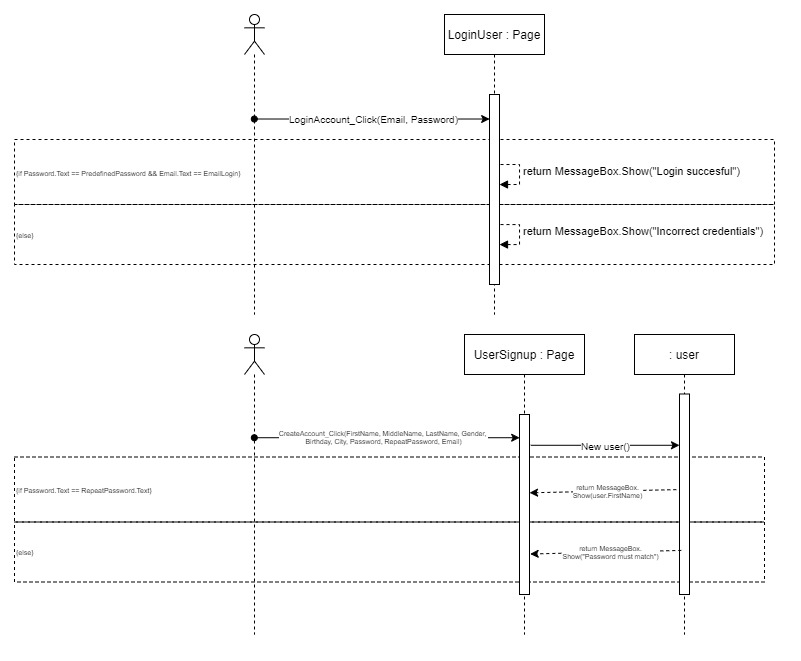 LoginUser : Page
LoginAccount_Click(Email, Password)
(if Password.Text == PredefinedPassword && Email.Text == EmailLogin)
return MessageBox.Show("Login succesful")
(else)
return MessageBox.Show("Incorrect credentials")
UserSignup : Page
: user
CreateAccount_Click(FirstName, MiddleName, LastName, Gender,
Birthday, City, Password, RepeatPassword, Email)
New user()
(if Password.Text == RepeatPassword.Text)
return MessageBox.
Show(user.FirstName)
(else)
return MessageBox.
Show("Password must match")